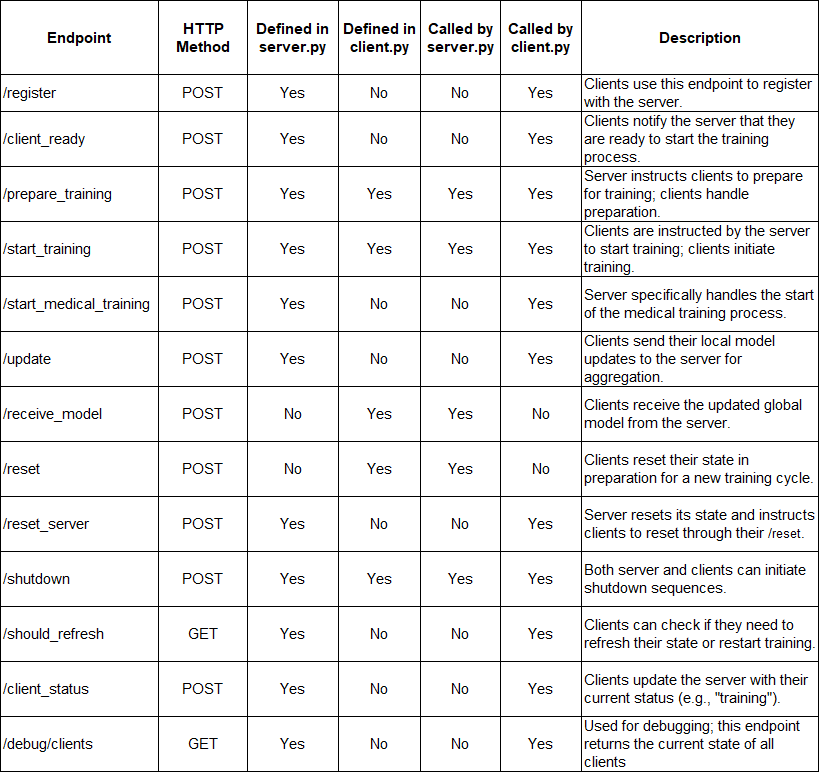 Endpoint
HTTP
Method
Defined in
server.py
Defined in
client.py
Called by
server.py
Called by
client.py
Description
/register
POST
Yes
No
No
Yes
Clients use this endpoint to register
with the server.
/client_ready
POST
Yes
No
No
Yes
Clients notify the server that they
are ready to start the training
process.
/prepare_training
POST
Yes
Yes
Yes
Yes
Server instructs clients to prepare
for training; clients handle
preparation.
/start_training
POST
Yes
Yes
Yes
Yes
Clients are instructed by the server
to start training; clients initiate
training.
/start_medical_training
POST
Yes
No
No
Yes
Server specifically handles the start
of the medical training process.
/update
POST
Yes
No
No
Yes
Clients send their local model
updates to the server for
aggregation.
/receive_model
POST
No
Yes
Yes
No
Clients receive the updated global
model from the server.
/reset
POST
No
Yes
Yes
No
Clients reset their state in
preparation for a new training cycle.
/reset_server
POST
Yes
No
No
Yes
Server resets its state and instructs
clients to reset through their /reset.
/shutdown
POST
Yes
Yes
Yes
Yes
Both server and clients can initiate
shutdown sequences.
/should_refresh
GET
Yes
No
No
Yes
Clients can check if they need to
refresh their state or restart training.
/client_status
POST
Yes
No
No
Yes
Clients update the server with their
current status (e.g., "training").
/debug/clients
GET
Yes
No
No
Yes
Used for debugging; this endpoint
returns the current state of all
clients